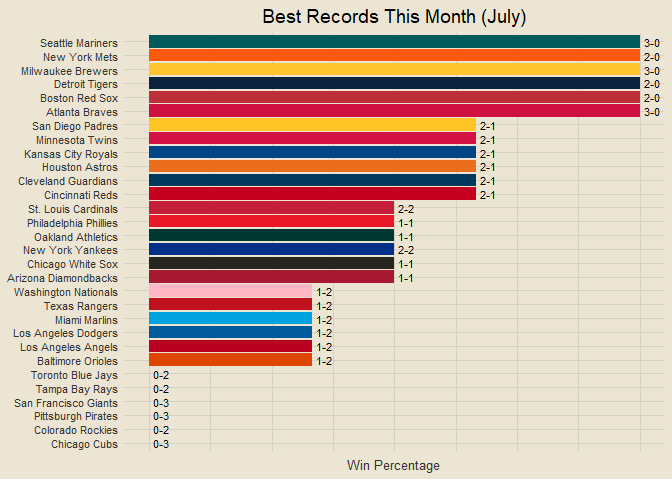 Best Records This Month (July)
Seattle Mariners 3-0
New York Mets 2-0
Milwaukee Brewers 3-0
Detroit Tigers 2-0
Boston Red Sox 2-0
Atlanta Braves 3-0
San Diego Padres 2-1
Minnesota Twins 2-1
Kansas City Royals 2-1
Houston Astros 2-1
Cleveland Guardians 2-1
Cincinnati Reds 2-1
St. Louis Cardinals 2-2
Philadelphia Phillies 1-1
Oakland Athletics 1-1
New York Yankees 2-2
Chicago White Sox 1-1
Arizona Diamondbacks 1-1
Washington Nationals 1-2
Texas Rangers 1-2
Miami Marlins 1-2
Los Angeles Dodgers 1-2
Los Angeles Angels 1-2
Baltimore Orioles 1-2
Toronto Blue Jays 0-2
Tampa Bay Rays 0-2
San Francisco Giants 0-3
Pittsburgh Pirates 0-3
Colorado Rockies 0-2
Chicago Cubs 0-3
Win Percentage